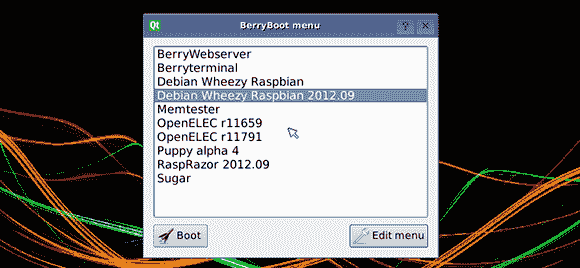 Qt BerryBoot menu ?
BerryWebserver
Berryterminal
Debian Wheezy Raspbian
Debian Wheezy Raspbian 2012.09
Memtester
OpenELEC r11659
OpenELEC r11791
Puppy alpha 4
RaspRazor 2012.09
Sugar
Boot Edit menu